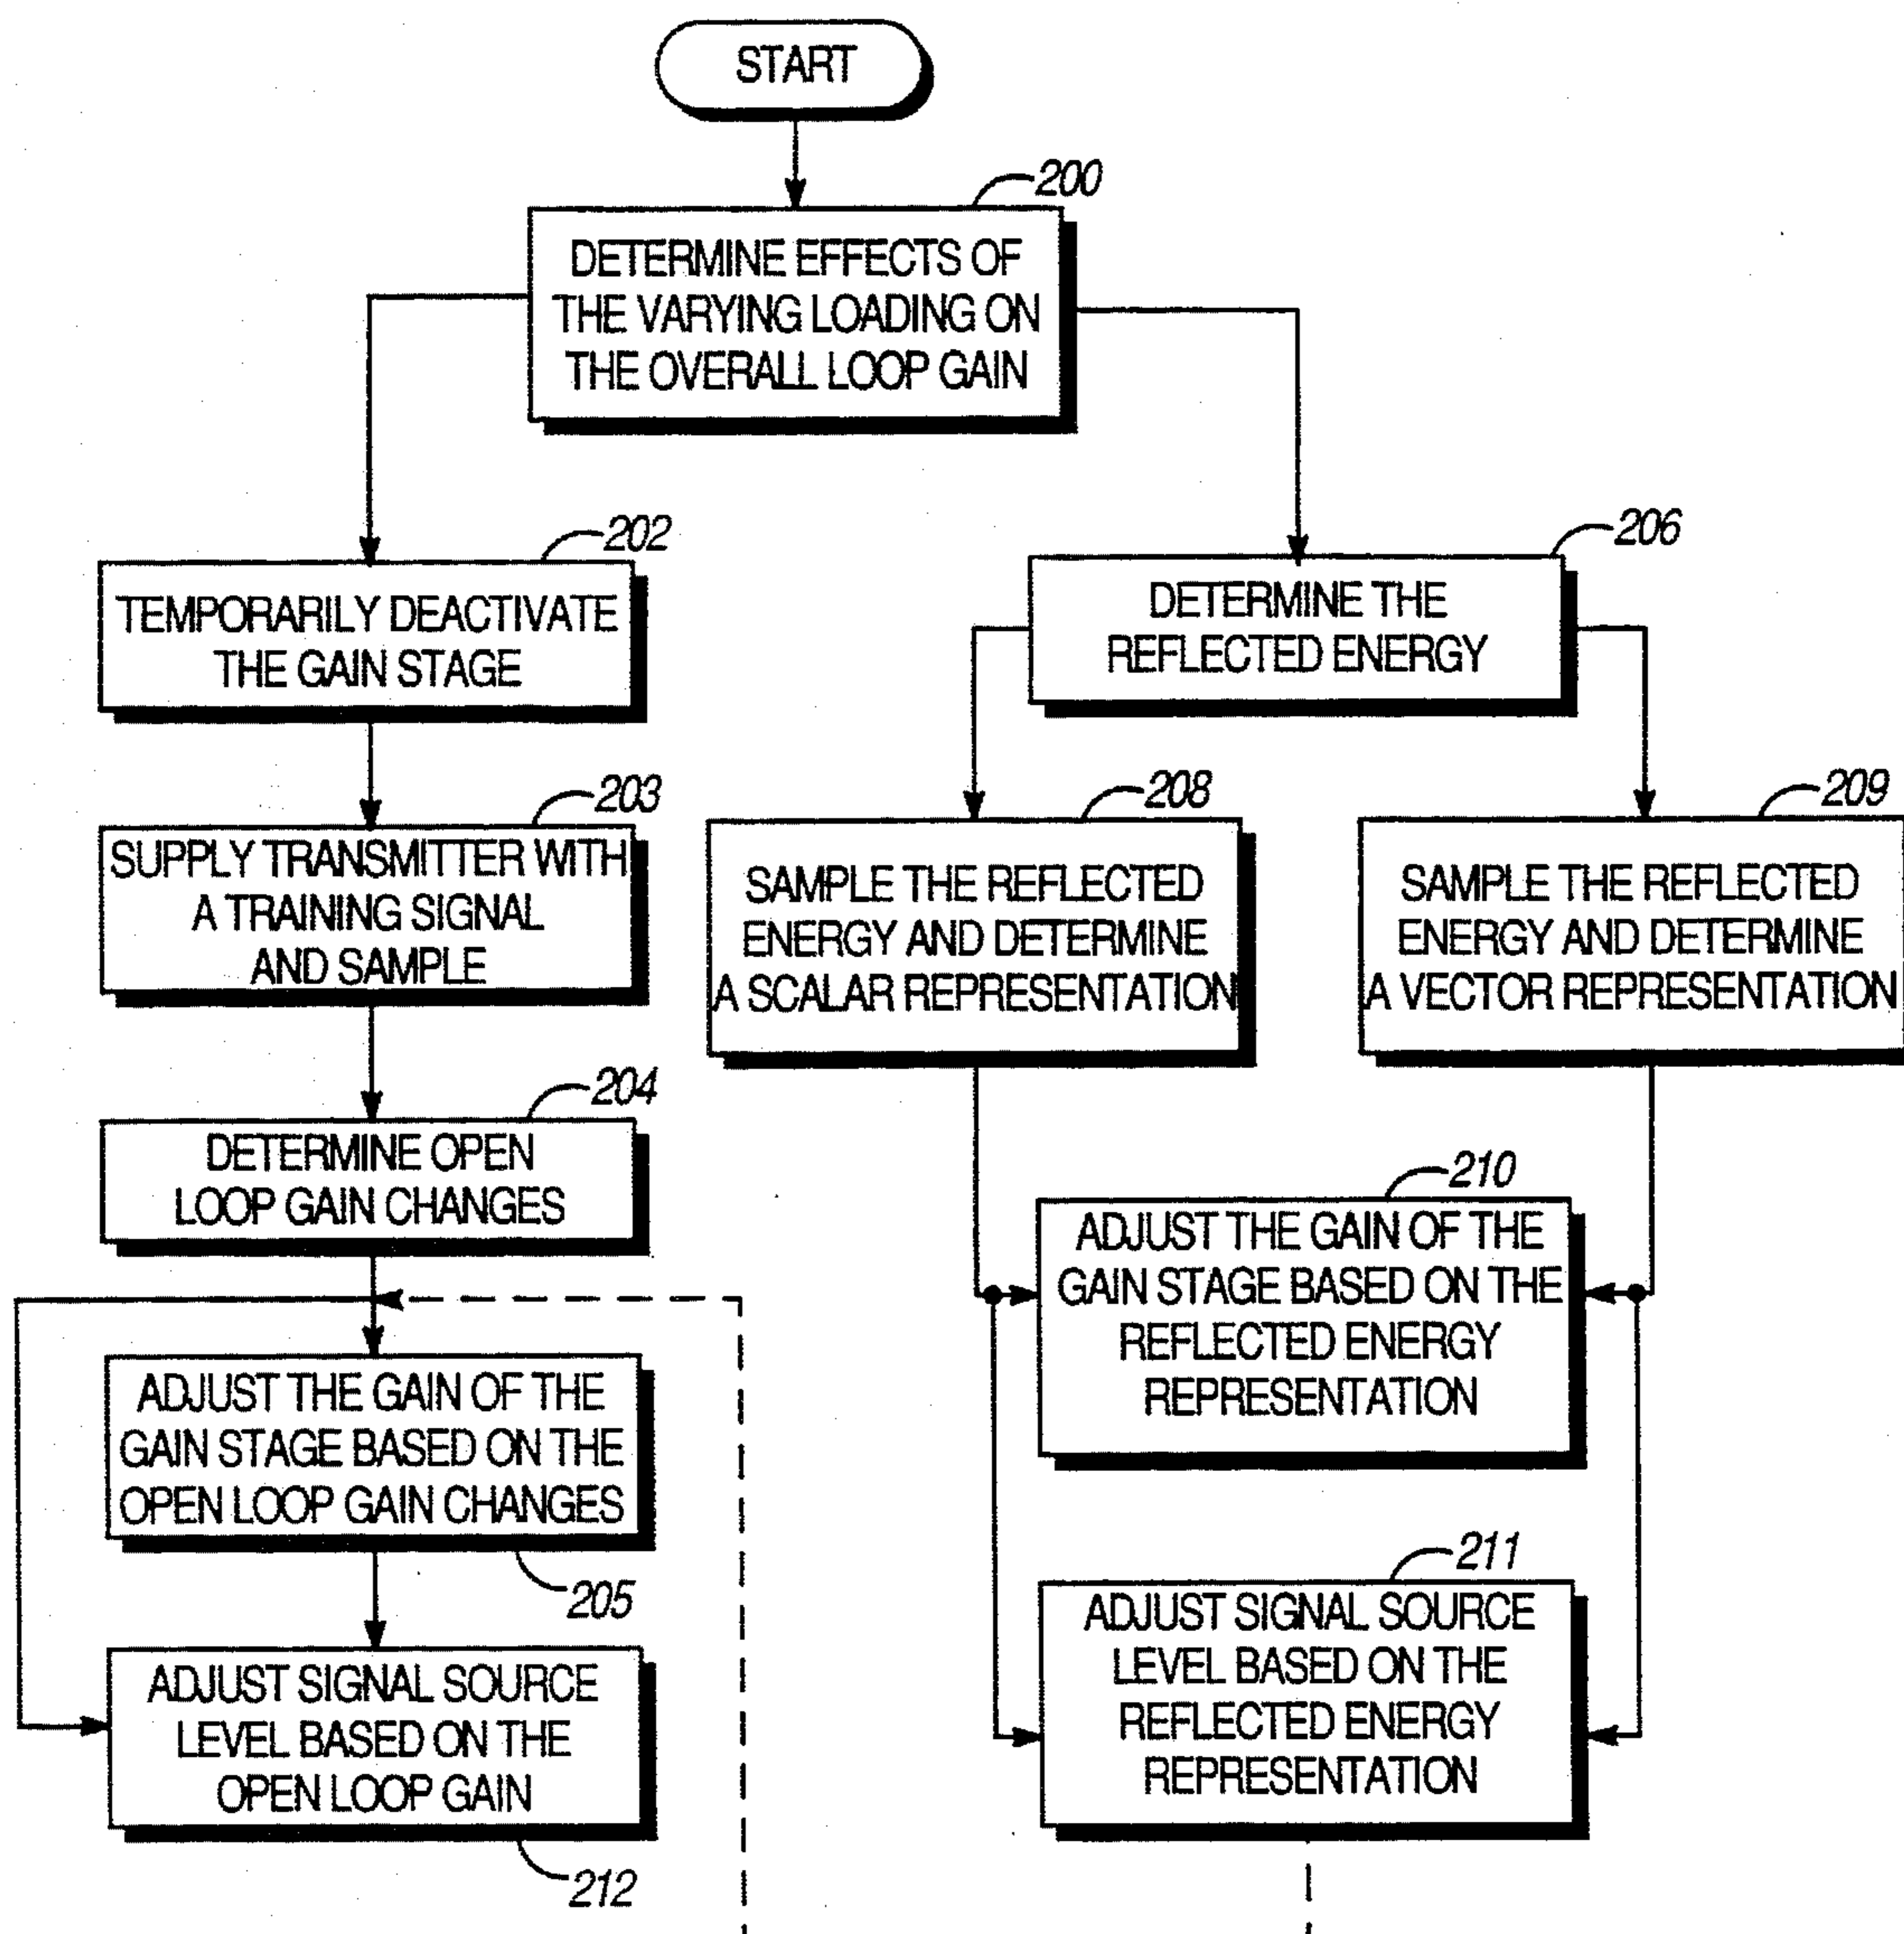 START
200
DETERMINE EFFECTS OF
THE VARYING LOADING ON
THE OVERALL LOOP GAIN
202
TEMPORARILY DEACTIVATE
THE GAIN STAGE
203
SUPPLY TRANSMITTER WITH
A TRAINING SIGNAL
AND SAMPLE
204
DETERMINE OPEN
LOOP GAIN CHANGES
ADJUST THE GAIN OF THE
GAIN STAGE BASED ON THE
OPEN LOOP GAIN CHANGES
205
ADJUST SIGNAL SOURCE
LEVEL BASED ON THE
OPEN LOOP GAIN
212
206
DETERMINE THE
REFLECTED ENERGY
208
SAMPLE THE REFLECTED
ENERGY AND DETERMINE
A SCALAR REPRESENTATION
209
SAMPLE THE REFLECTED
ENERGY AND DETERMINE
A VECTOR REPRESENTATION
210
ADJUST THE GAIN OF THE
GAIN STAGE BASED ON THE
REFLECTED ENERGY
REPRESENTATION
211
ADJUST SIGNAL SOURCE
LEVEL BASED ON THE
REFLECTED ENERGY
REPRESENTATION